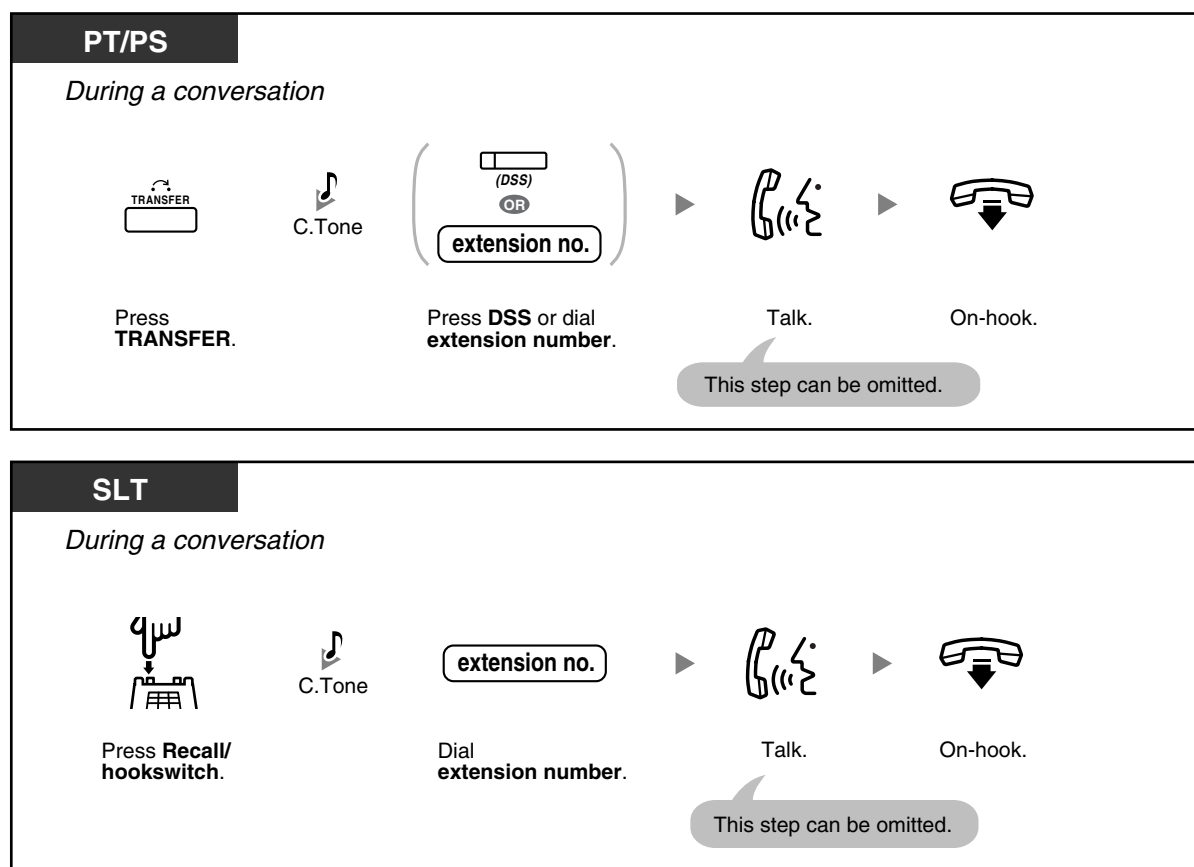 PT/PS
During a conversation
TRANSFER
C.Tone
(DSS)
OR
extension no.
Press
TRANSFER.
Press DSS or dial
extension number.
Talk.
On-hook.
This step can be omitted.
SLT
During a conversation
C.Tone
extension no.
Press Recall/
hookswitch.
Dial
extension number.
Talk.
On-hook.
This step can be omitted.